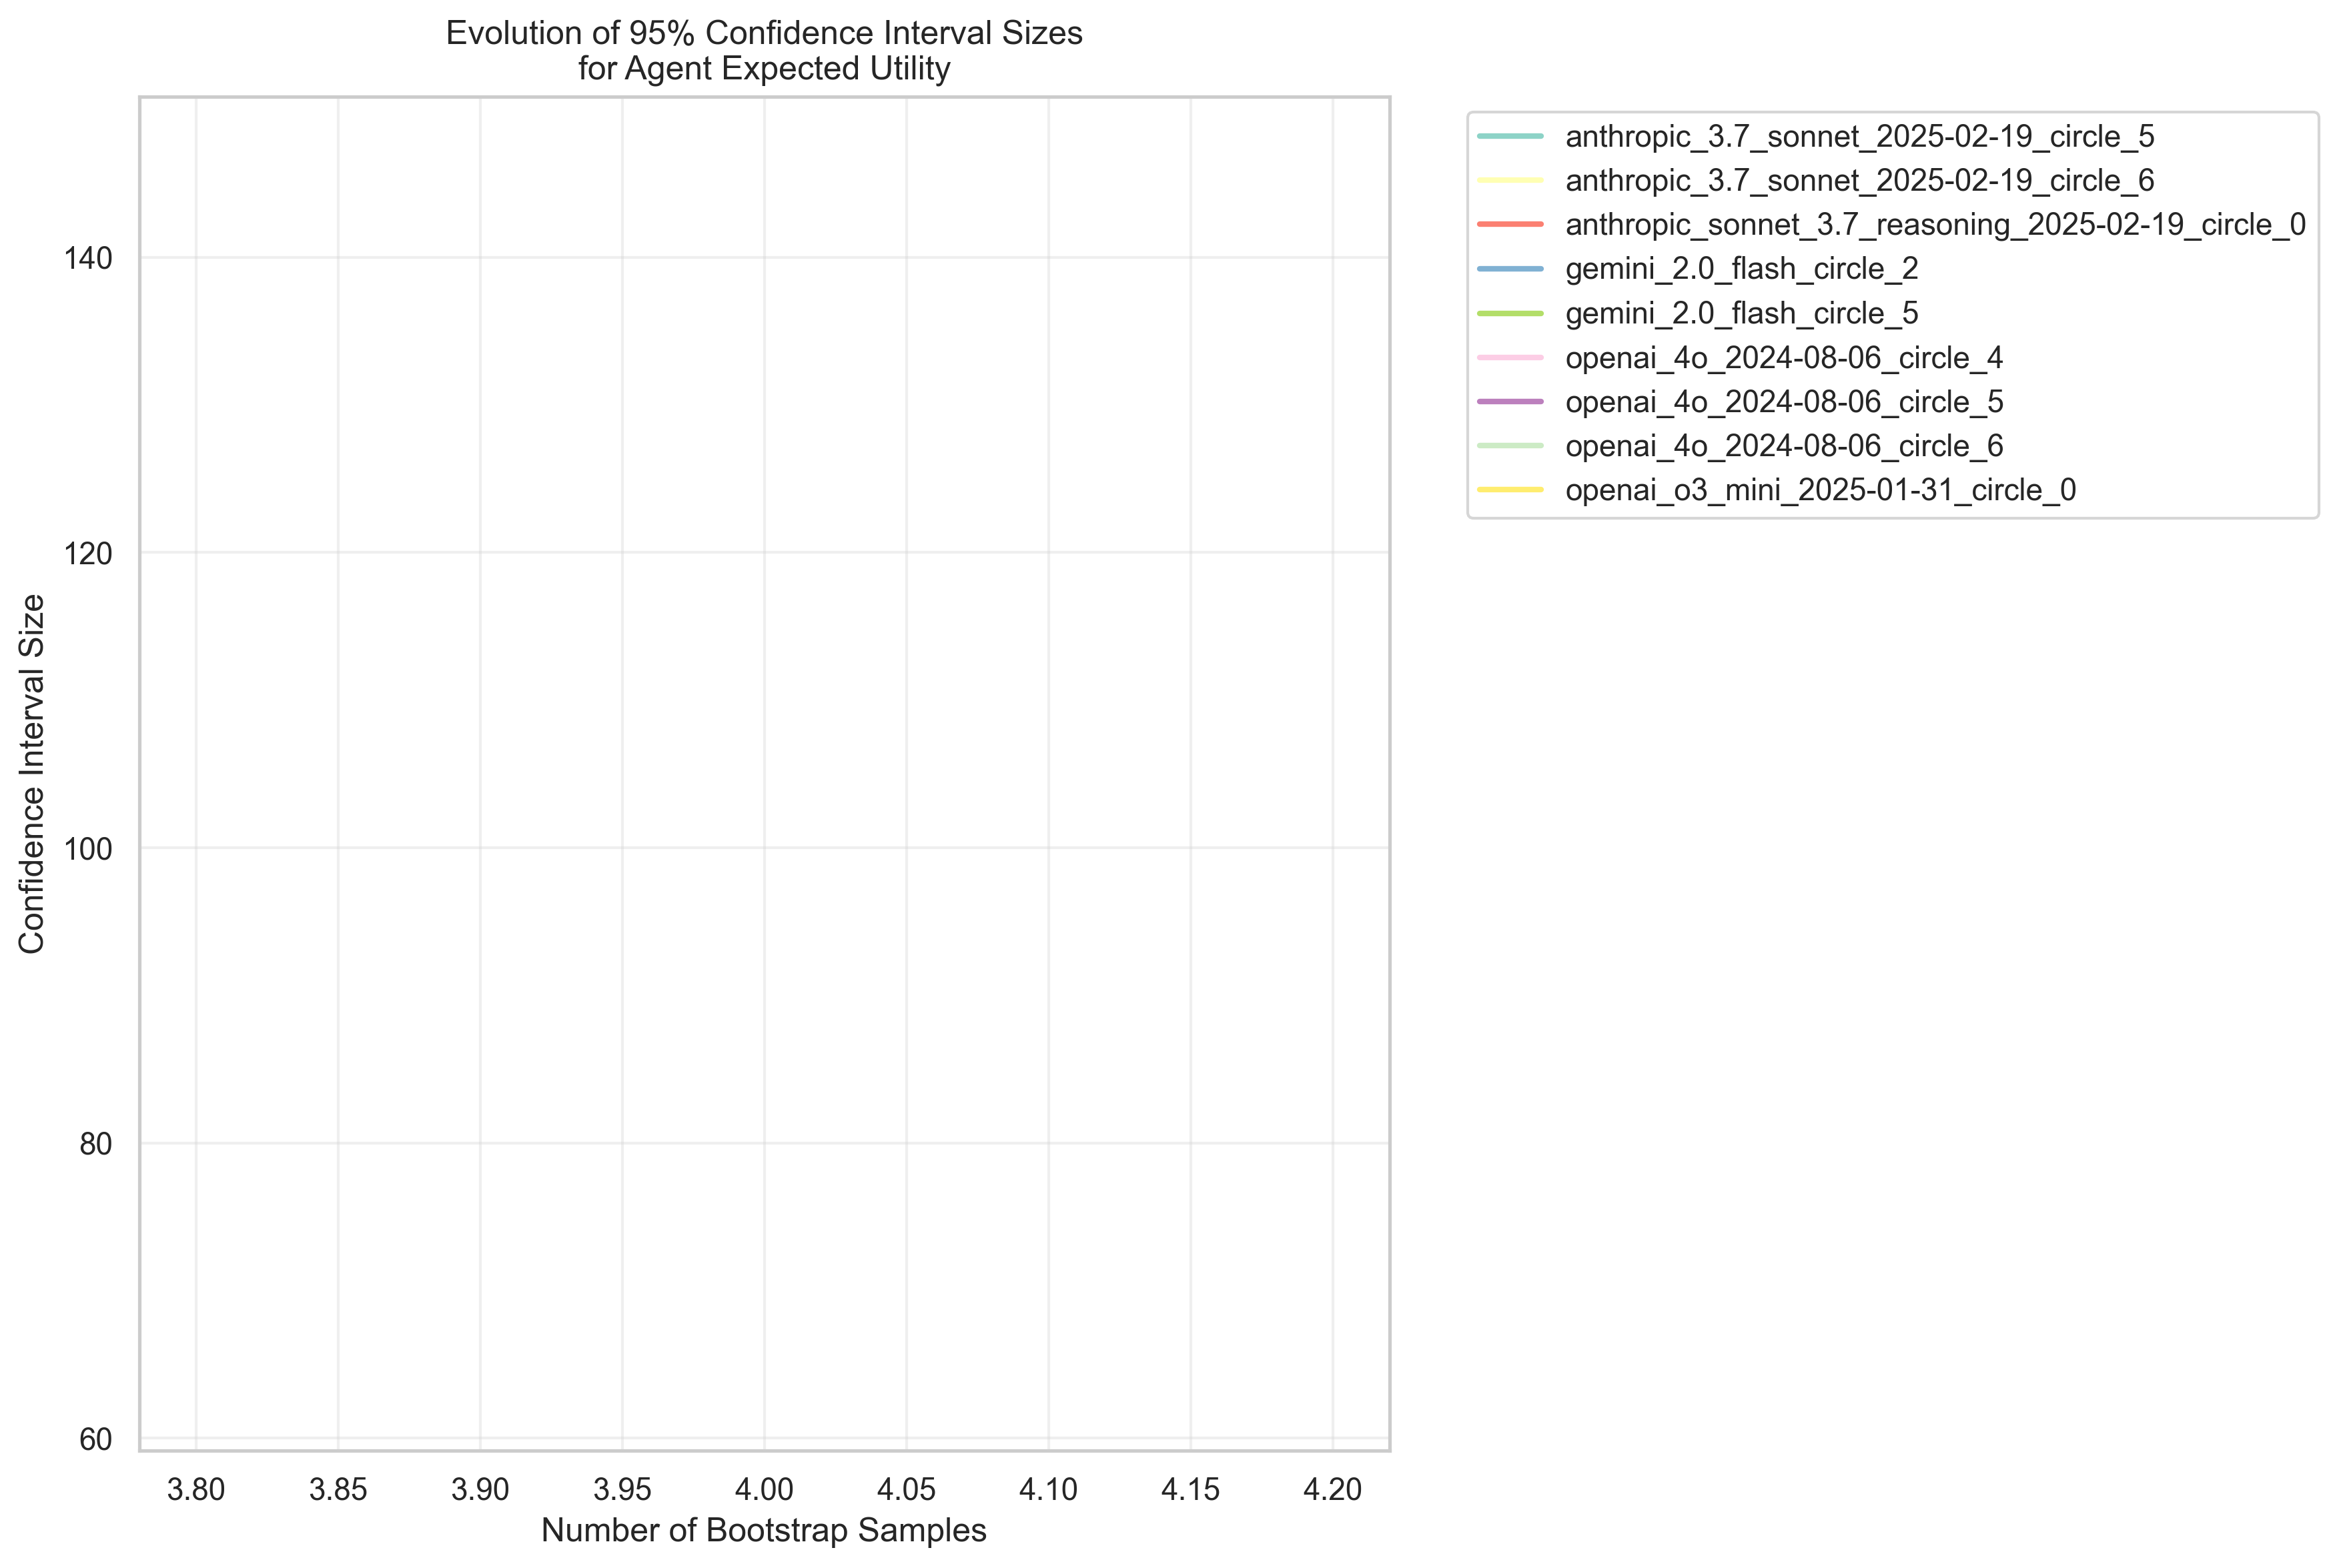 Evolution of 95% Confidence Interval Sizes
for Agent Expected Utility
anthropic_3.7_sonnet_2025-02-19_circle_5
anthropic_3.7_sonnet_2025-02-19_circle_6
anthropic_sonnet_3.7_reasoning_2025-02-19_circle_0
gemini_2.0_flash_circle_2
gemini_2.0_flash_circle_5
openai_4o_2024-08-06_circle_4
openai_4o_2024-08-06_circle_5
openai_4o_2024-08-06_circle_6
openai_o3_mini_2025-01-31_circle_0
Confidence Interval Size
140
120
100
80
60
3.80 3.85 3.90 3.95 4.00 4.05 4.10 4.15 4.20
Number of Bootstrap Samples